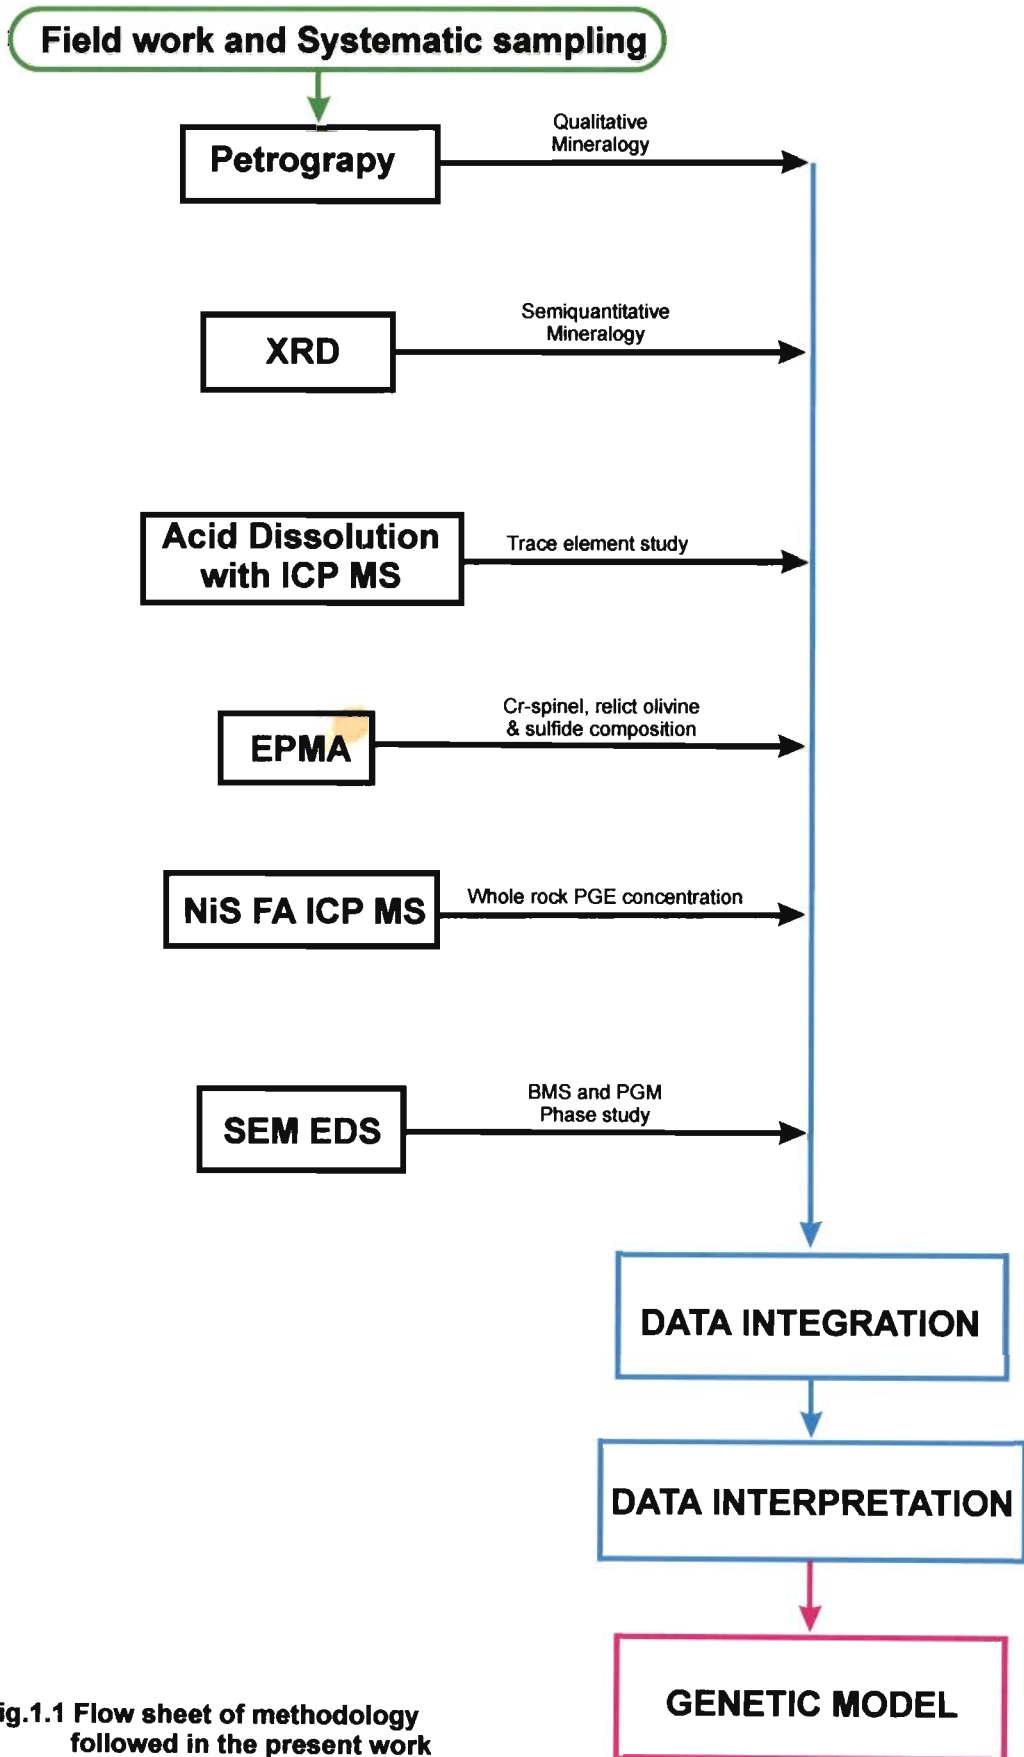 Field work and Systematic sampling
Petrograpy
Qualitative
Mineralogy
XRD
Semiquantitative
Mineralogy
Acid Dissolution
with ICP MS
Trace element study
EPMA
Cr-spinel, relict olivine
& sulfide composition
NiS FA ICP MS
Whole rock PGE concentration
SEM EDS
BMS and PGM
Phase study
DATA INTEGRATION
DATA INTERPRETATION
GENETIC MODEL
ig.1.1 Flow sheet of methodology
followed in the present work